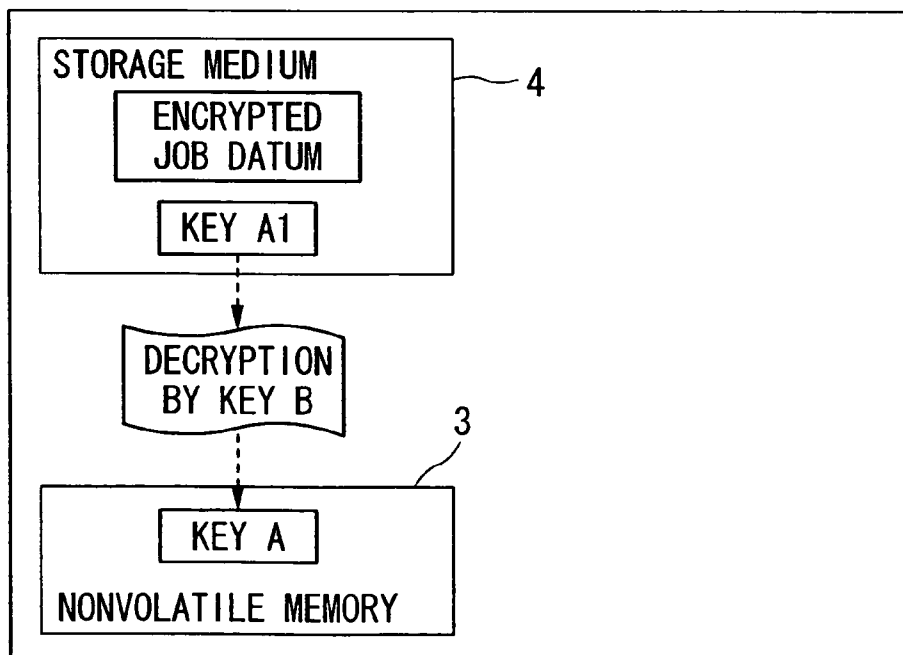 STORAGE MEDIUM
4
ENCRYPTED
JOB DATUM
KEY A1
DECRYPTION
BY KEY B
3
KEY A
NONVOLATILE MEMORY